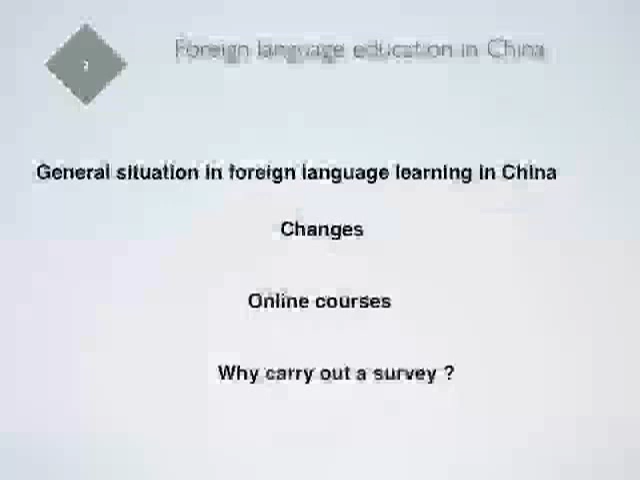 Foreign language education in China
General situation in foreign language learning in China
Changes
Online courses
Why carry out a survey ?